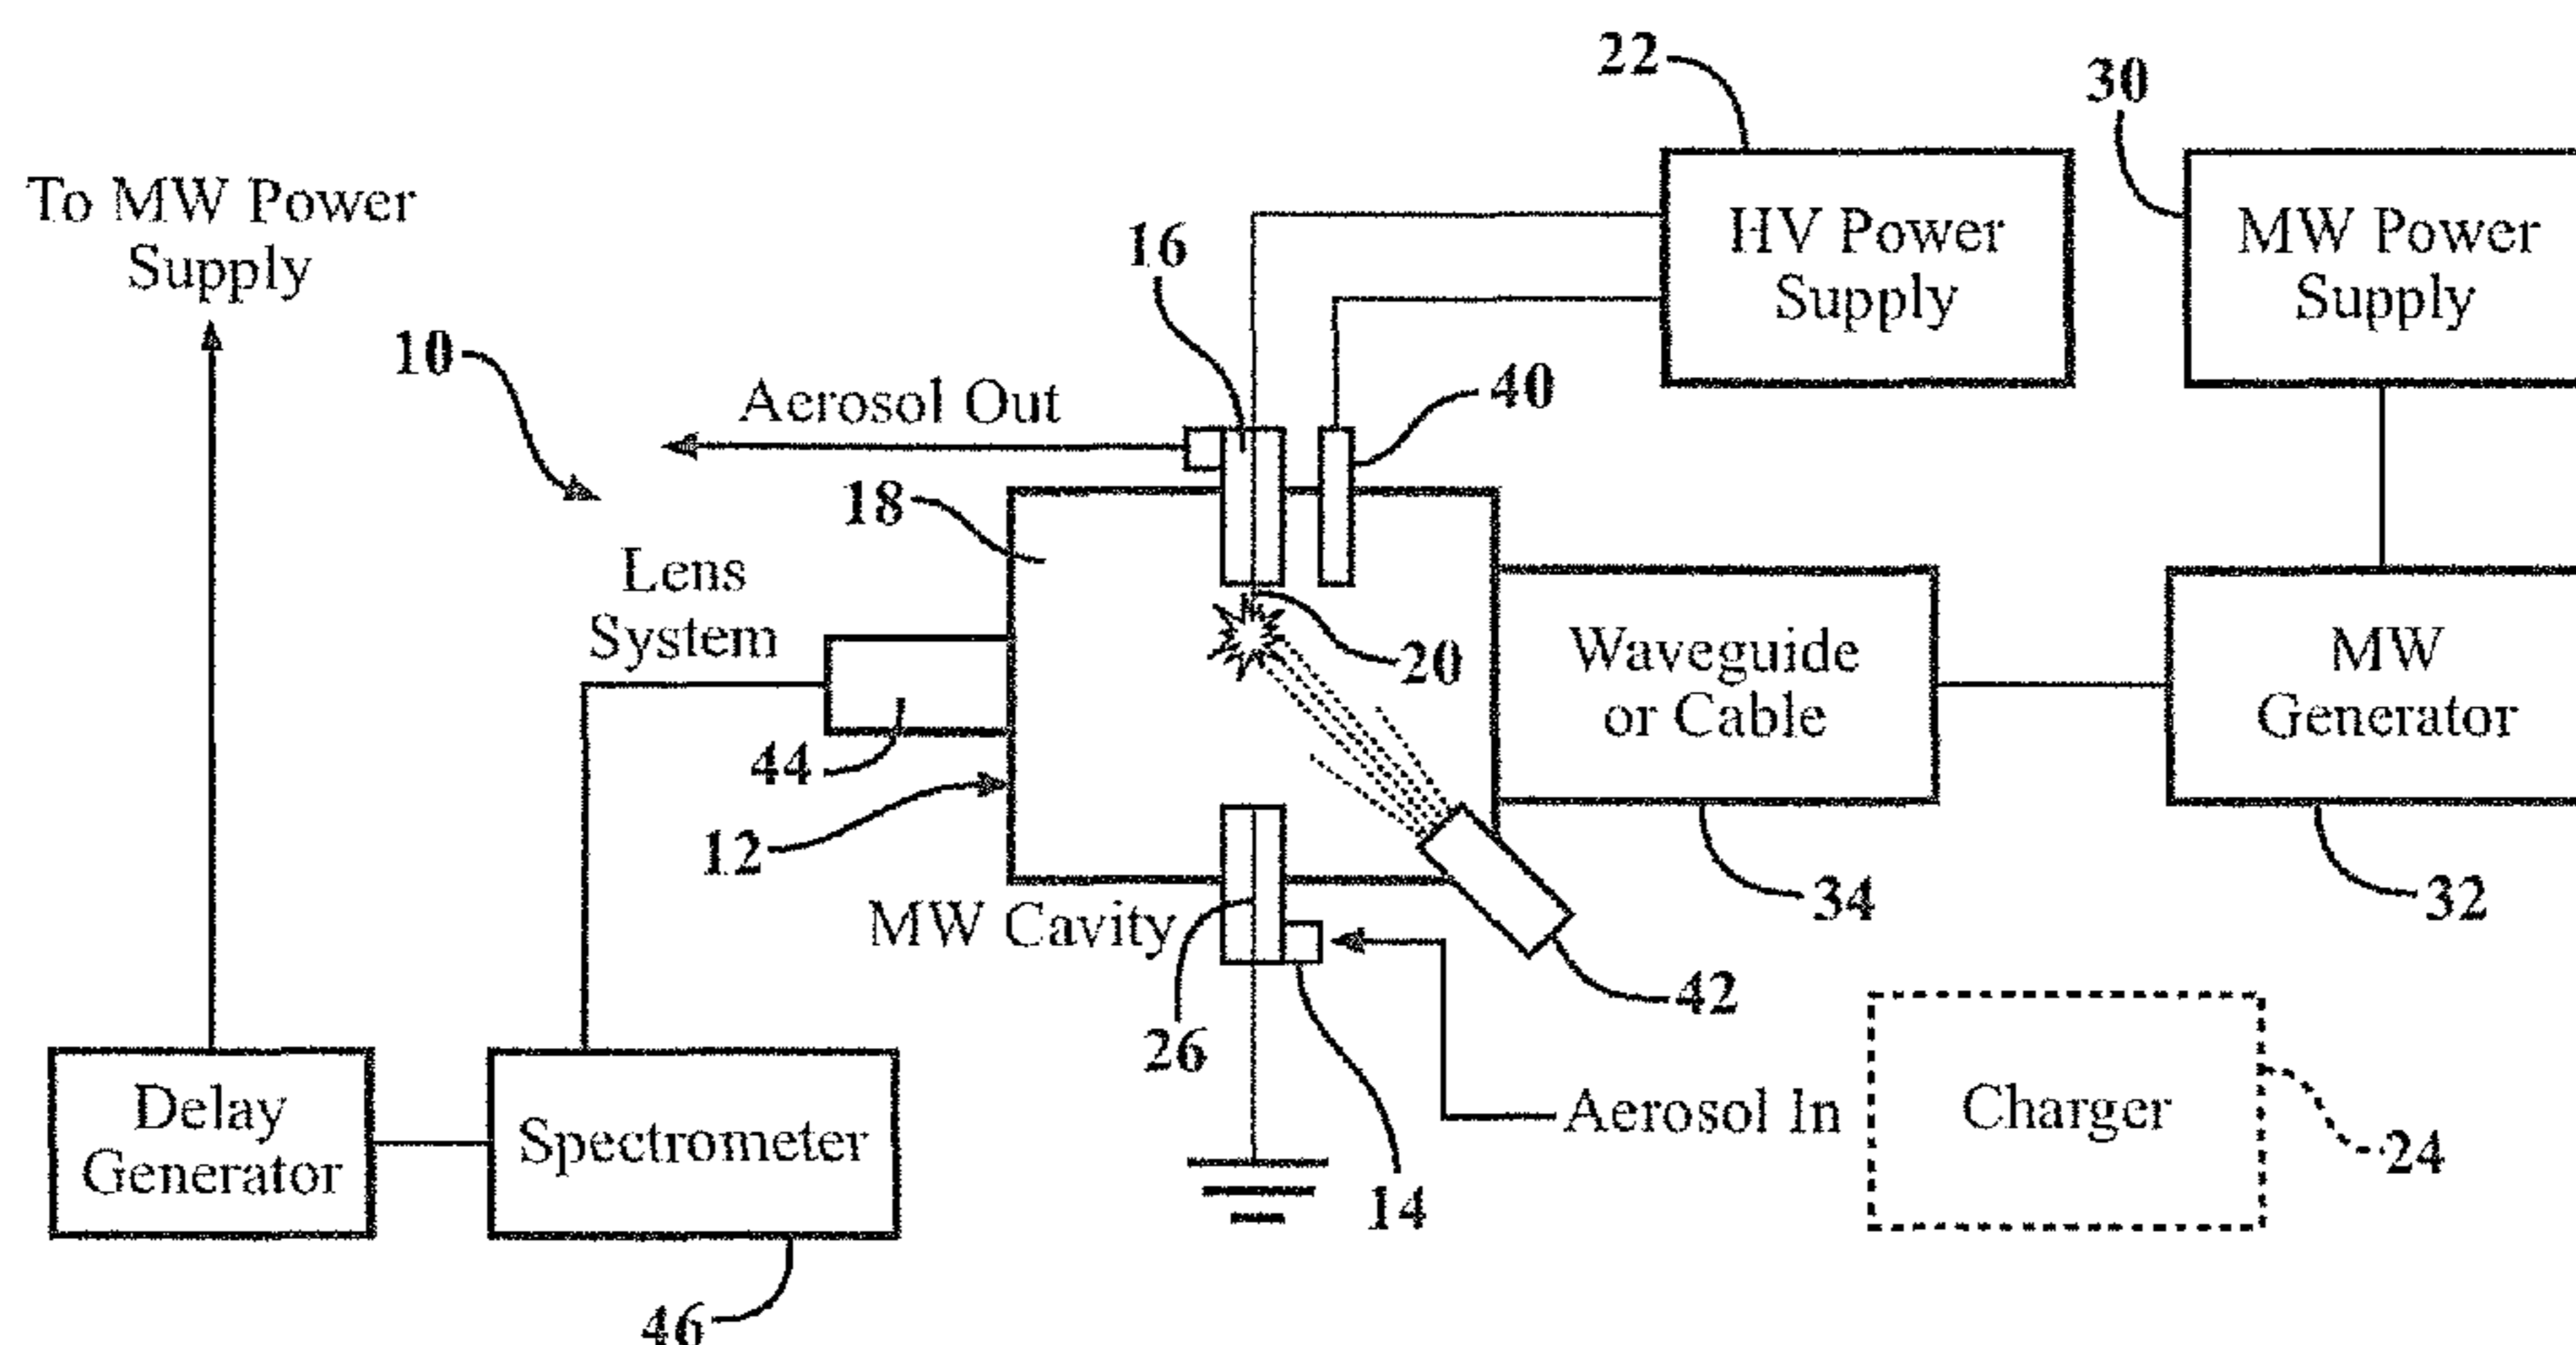 22
30
To MW Power
Supply
16
HV Power
Supply
MW Power
Supply
10
Aerosol Out
40
18
Lens
System
20
Waveguide
or Cable
MW
Generator
44
12
MW Cavity
34
32
26
42
Delay
Generator
Spectrometer
Aerosol In
Charger
24
14
46